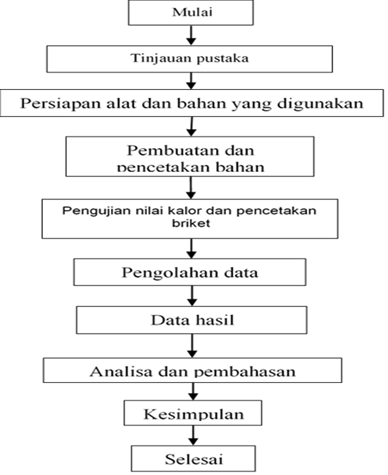 Mulai
Tinjauan pustaka
Persiapan alat dan bahan yang digunakan
Pembuatan dan
pencetakan bahan
Pengujian nilai kalor dan pencetakan
briket
Pengolahan data
Data hasil
Analisa dan pembahasan
Kesimpulan
Selesai